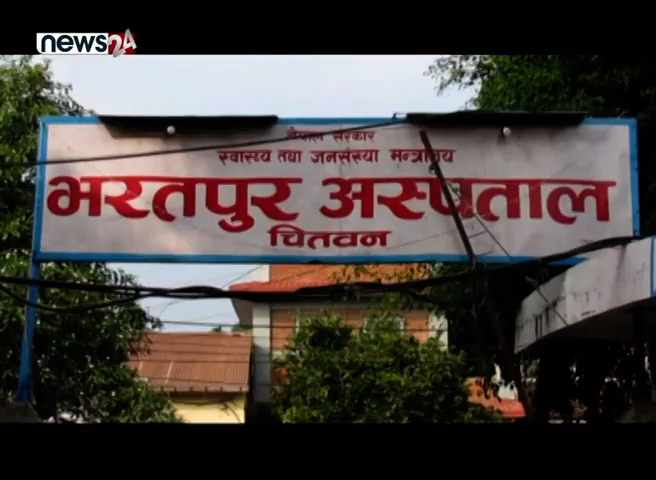 news24
नेपाल सरकार
स्वास्थ्य तथा जनसंख्या मन्त्रालय
भरतपुर अस्पताल
चितवन